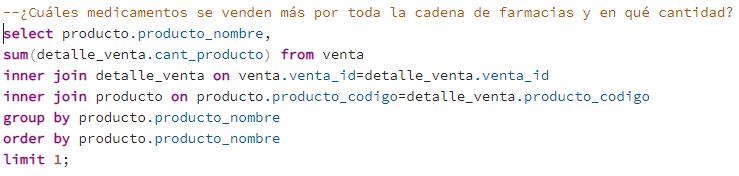 --¿Cuáles medicamentos se venden más por toda la cadena de farmacias y en qué cantidad?
select producto.producto_nombre,
sum(detalle_venta.cant_producto) from venta
inner join detalle_venta on venta.venta_id=detalle_venta.venta_id
inner join producto on producto.producto_codigo=detalle_venta.producto_codigo
group by producto.producto_nombre
order by producto.producto_nombre
limit 1;